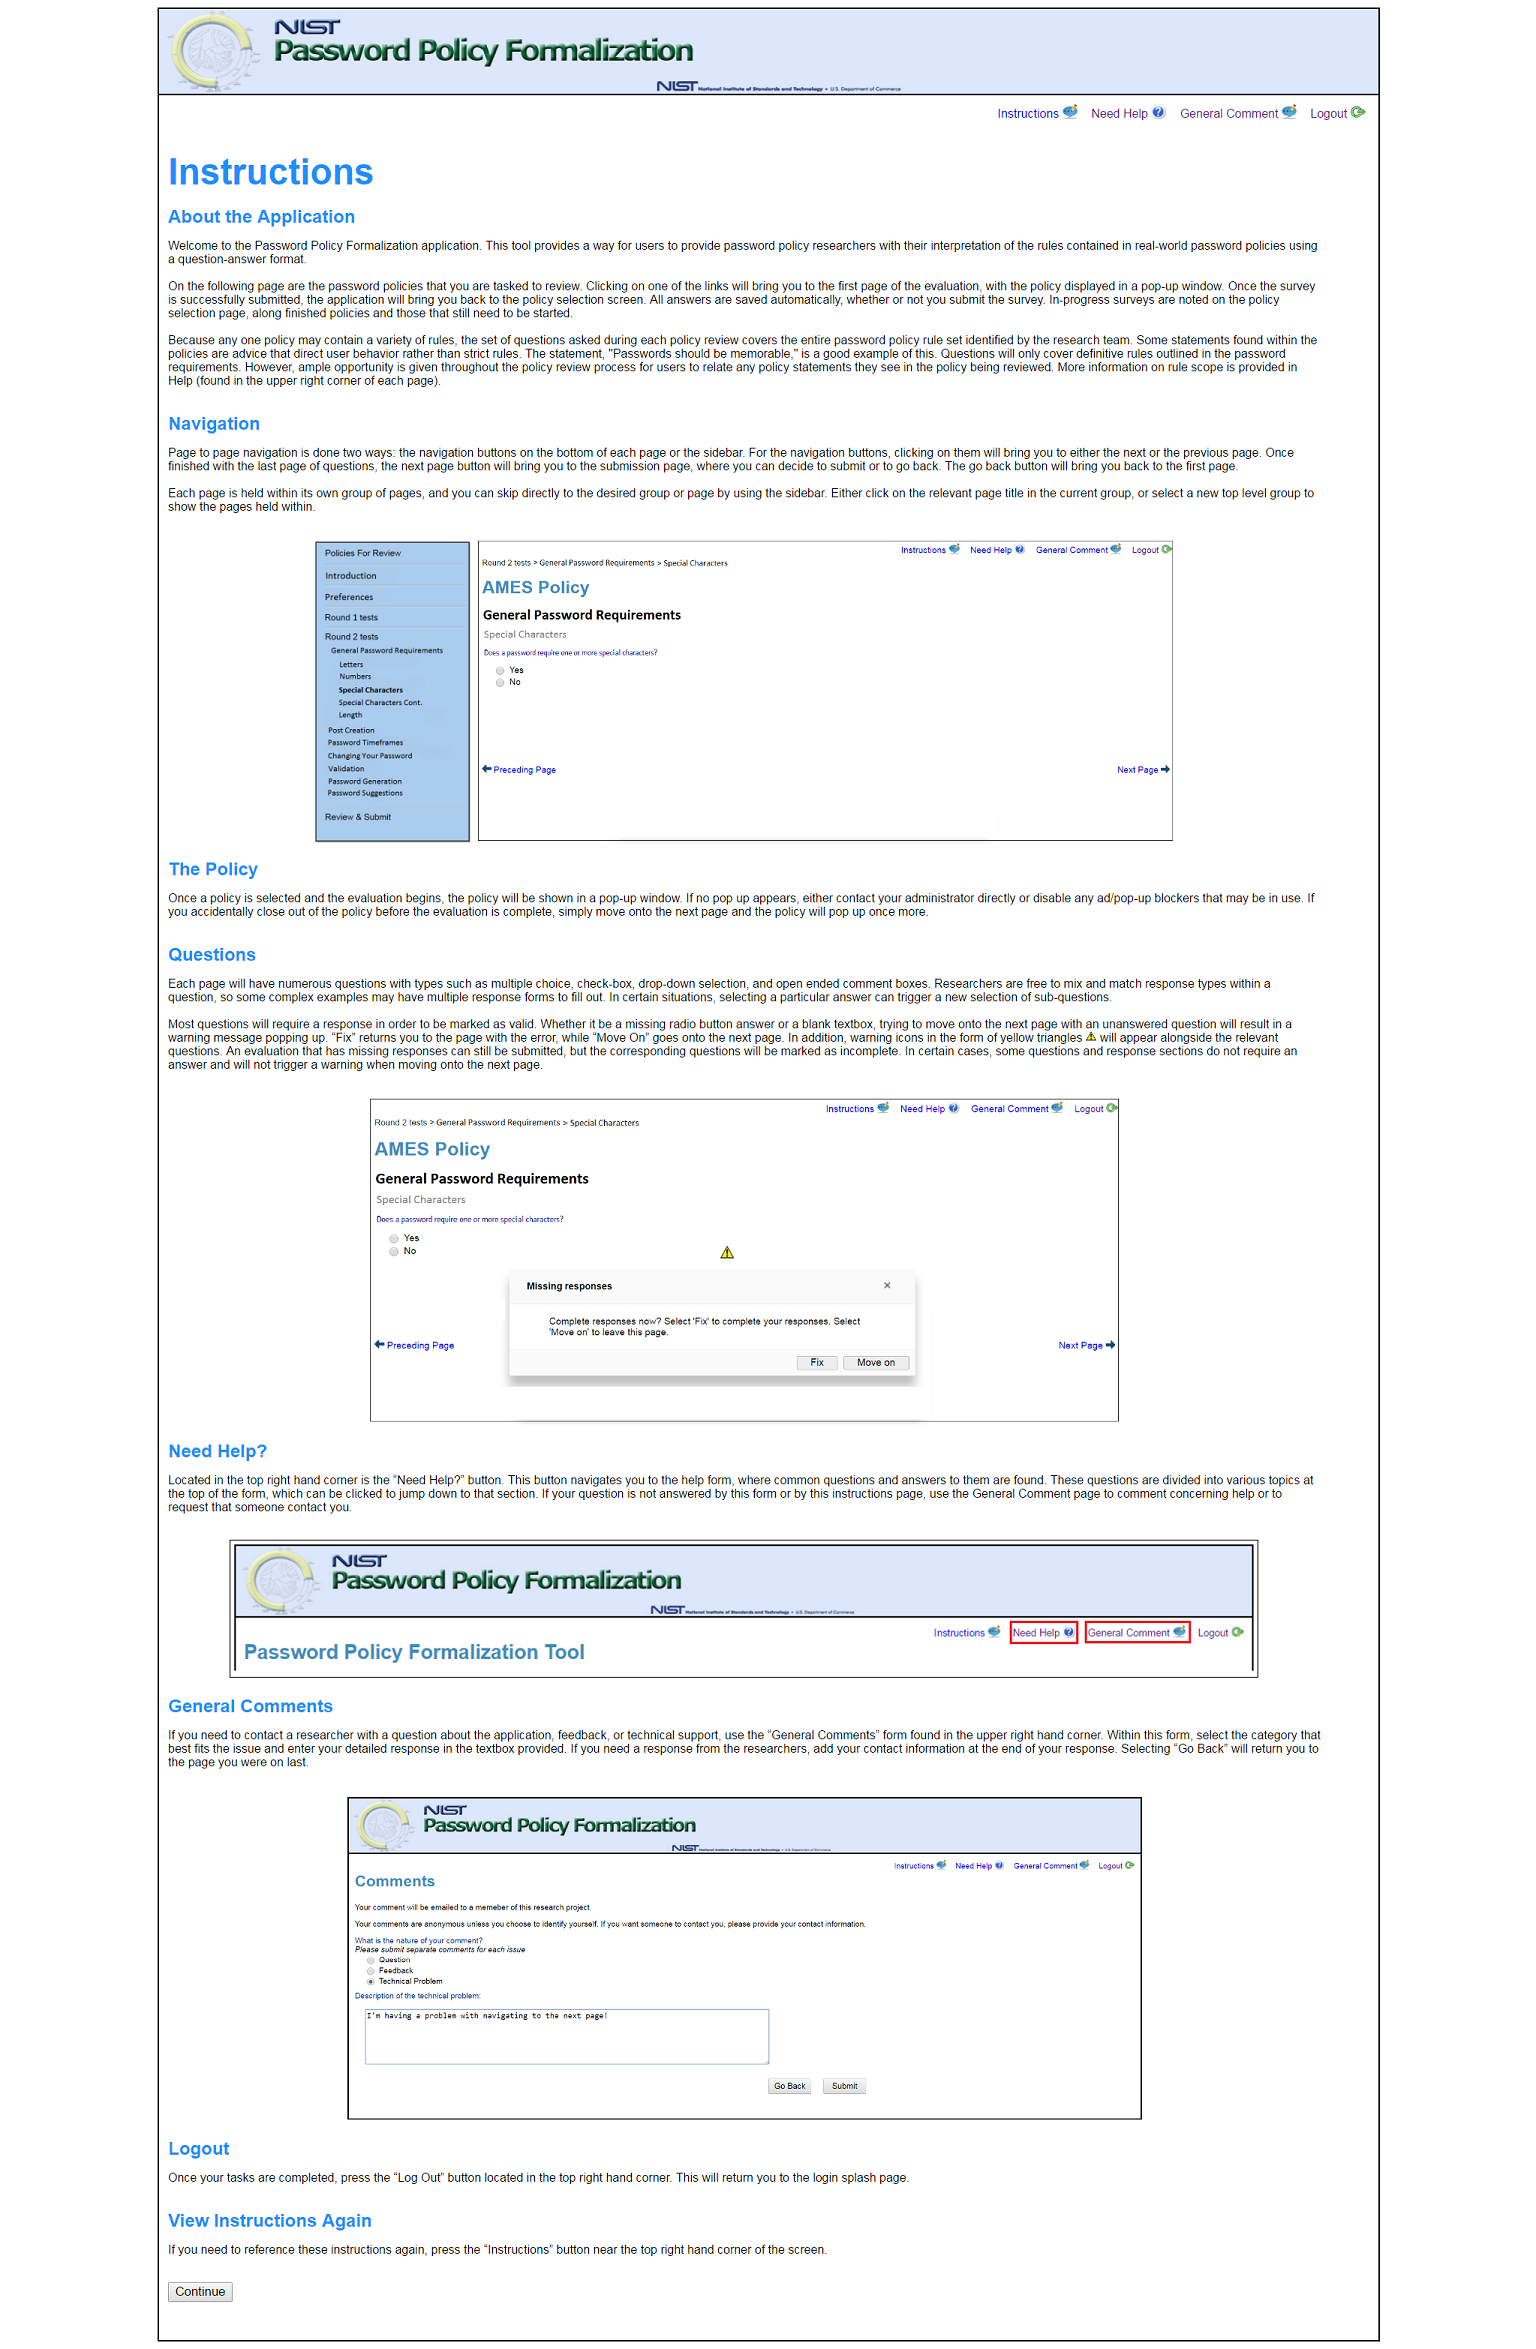 NIST
Password Policy Formalization
NIST National Institute of Standards and Technology • U.S. Department of Commerce
Instructions Need Help General Comment Logout
Instructions
About the Application
Welcome to the Password Policy Formalization application. This tool provides a way for users to provide password policy researchers with their interpretation of the rules contained in real-world password policies using
a question-answer format.
On the following page are the password policies that you are tasked to review. Clicking on one of the links will bring you to the first page of the evaluation, with the policy displayed in a pop-up window. Once the survey
is successfully submitted, the application will bring you back to the policy selection screen. All answers are saved automatically, whether or not you submit the survey. In-progress surveys are noted on the policy
selection page, along finished policies and those that still need to be started.
Because any one policy may contain a variety of rules, the set of questions asked during each policy review covers the entire password policy rule set identified by the research team. Some statements found within the
policies are advice that direct user behavior rather than strict rules. The statement, "Passwords should be memorable," is a good example of this. Questions will only cover definitive rules outlined in the password
requirements. However, ample opportunity is given throughout the policy review process for users to relate any policy statements they see in the policy being reviewed. More information on rule scope is provided in
Help (found in the upper right corner of each page).
Navigation
Page to page navigation is done two ways: the navigation buttons on the bottom of each page or the sidebar. For the navigation buttons, clicking on them will bring you to either the next or the previous page. Once
finished with the last page of questions, the next page button will bring you to the submission page, where you can decide to submit or to go back. The go back button will bring you back to the first page.
Each page is held within its own group of pages, and you can skip directly to the desired group or page by using the sidebar. Either click on the relevant page title in the current group, or select a new top level group to
show the pages held within.
Policies For Review
Introduction
Preferences
Round 1 tests
Round 2 tests
General Password Requirements
Letters
Numbers
Special Characters
Special Characters Cont.
Length
Post Creation
Password Timeframes
Changing Your Password
Validation
Password Generation
Password Suggestions
Review & Submit
Instructions Need Help General Comment Logout
Round 2 tests > General Password Requirements > Special Characters
AMES Policy
General Password Requirements
Special Characters
Does a password require one or more special characters?
Yes
No
Preceding Page Next Page
The Policy
Once a policy is selected and the evaluation begins, the policy will be shown in a pop-up window. If no pop up appears, either contact your administrator directly or disable any ad/pop-up blockers that may be in use. If
you accidentally close out of the policy before the evaluation is complete, simply move onto the next page and the policy will pop up once more.
Questions
Each page will have numerous questions with types such as multiple choice, check-box, drop-down selection, and open ended comment boxes. Researchers are free to mix and match response types within a
question, so some complex examples may have multiple response forms to fill out. In certain situations, selecting a particular answer can trigger a new selection of sub-questions.
Most questions will require a response in order to be marked as valid. Whether it be a missing radio button answer or a blank textbox, trying to move onto the next page with an unanswered question will result in a
warning message popping up. “Fix” returns you to the page with the error, while “Move On” goes onto the next page. In addition, warning icons in the form of yellow triangles will appear alongside the relevant
questions. An evaluation that has missing responses can still be submitted, but the corresponding questions will be marked as incomplete. In certain cases, some questions and response sections do not require an
answer and will not trigger a warning when moving onto the next page.
Instructions Need Help General Comment Logout
Round 2 tests > General Password Requirements > Special Characters
AMES Policy
General Password Requirements
Special Characters
Does a password require one or more special characters?
Yes
No
Missing responses ×
Complete responses now? Select 'Fix' to complete your responses. Select
'Move on' to leave this page.
Fix Move on
Preceding Page Next Page
Need Help?
Located in the top right hand corner is the “Need Help?” button. This button navigates you to the help form, where common questions and answers to them are found. These questions are divided into various topics at
the top of the form, which can be clicked to jump down to that section. If your question is not answered by this form or by this instructions page, use the General Comment page to comment concerning help or to
request that someone contact you.
NIST
Password Policy Formalization
NIST National Institute of Standards and Technology • U.S. Department of Commerce
Instructions Need Help General Comment Logout
Password Policy Formalization Tool
General Comments
If you need to contact a researcher with a question about the application, feedback, or technical support, use the “General Comments” form found in the upper right hand corner. Within this form, select the category that
best fits the issue and enter your detailed response in the textbox provided. If you need a response from the researchers, add your contact information at the end of your response. Selecting “Go Back” will return you to
the page you were on last.
NIST
Password Policy Formalization
NIST National Institute of Standards and Technology • U.S. Department of Commerce
Instructions Need Help General Comment Logout
Comments
Your comment will be emailed to a memeber of this research project.
Your comments are anonymous unless you choose to identify yourself. If you want someone to contact you, please provide your contact information.
What is the nature of your comment?
Please submit separate comments for each issue
Question
Feedback
Technical Problem
Description of the technical problem:
I'm having a problem with navigating to the next page!
Go Back Submit
Logout
Once your tasks are completed, press the “Log Out” button located in the top right hand corner. This will return you to the login splash page.
View Instructions Again
If you need to reference these instructions again, press the “Instructions” button near the top right hand corner of the screen.
Continue